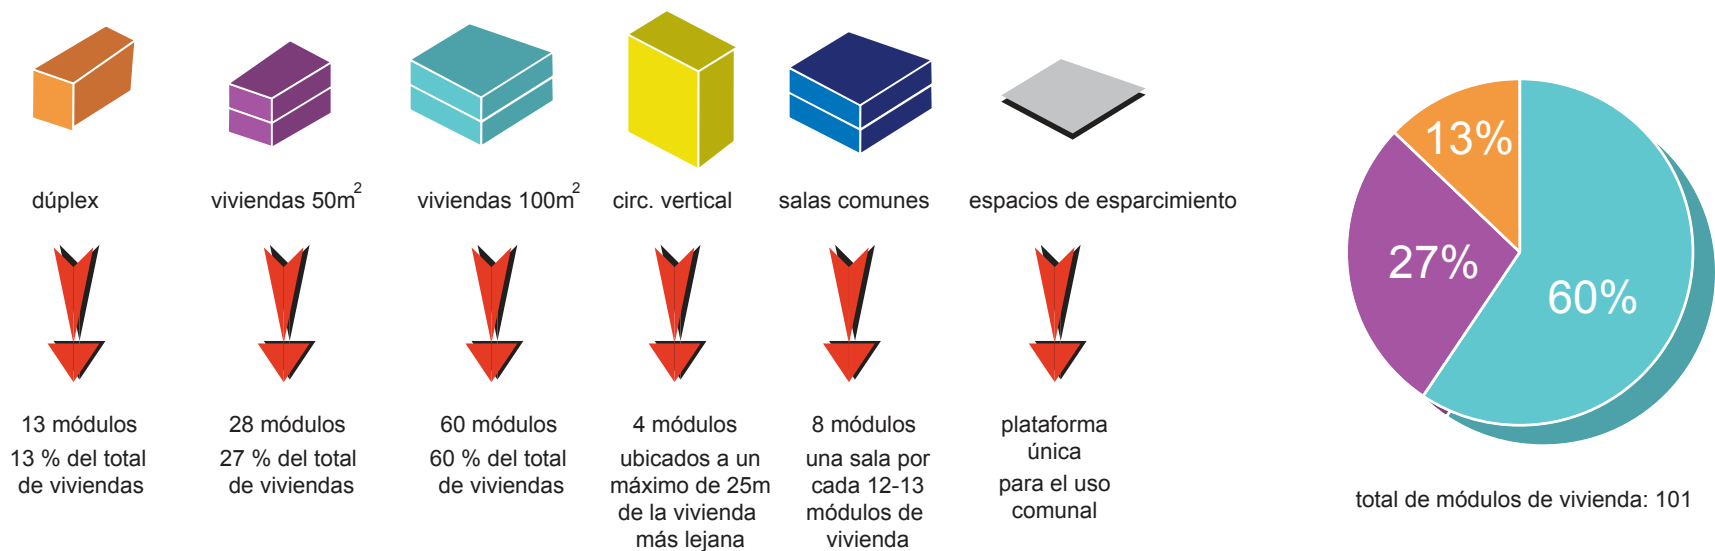 dúplex
viviendas 50m²
viviendas 100m²
circ. vertical
salas comunes
espacios de esparcimiento
13 módulos
13 % del total
de viviendas
28 módulos
27 % del total
de viviendas
60 módulos
60 % del total
de viviendas
4 módulos
ubicados a un
máximo de 25m
de la vivienda
más lejana
8 módulos
una sala por
cada 12-13
módulos de
vivienda
plataforma
única
para el uso
comunal
13%
27%
60%
total de módulos de vivienda: 101